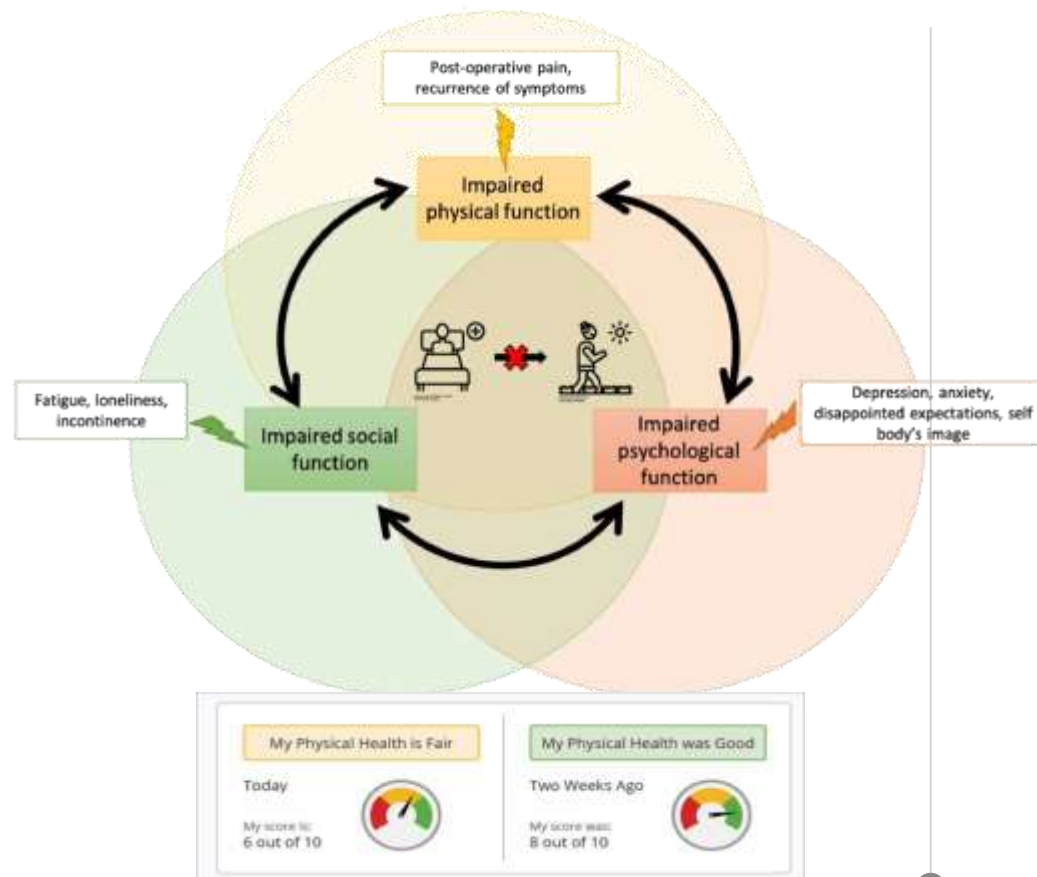 Post-operative pain,
recurrence of symptoms
Impaired
physical function
Fatigue, loneliness,
incontinence
Impaired social
function
Depression, anxiety,
disappointed expectations, self
body's image
Impaired
psychological
function
My Physical Health is Fair
Today
My score is:
6 out of 10
My Physical Health was Good
Two Weeks Ago
My score was:
8 out of 10